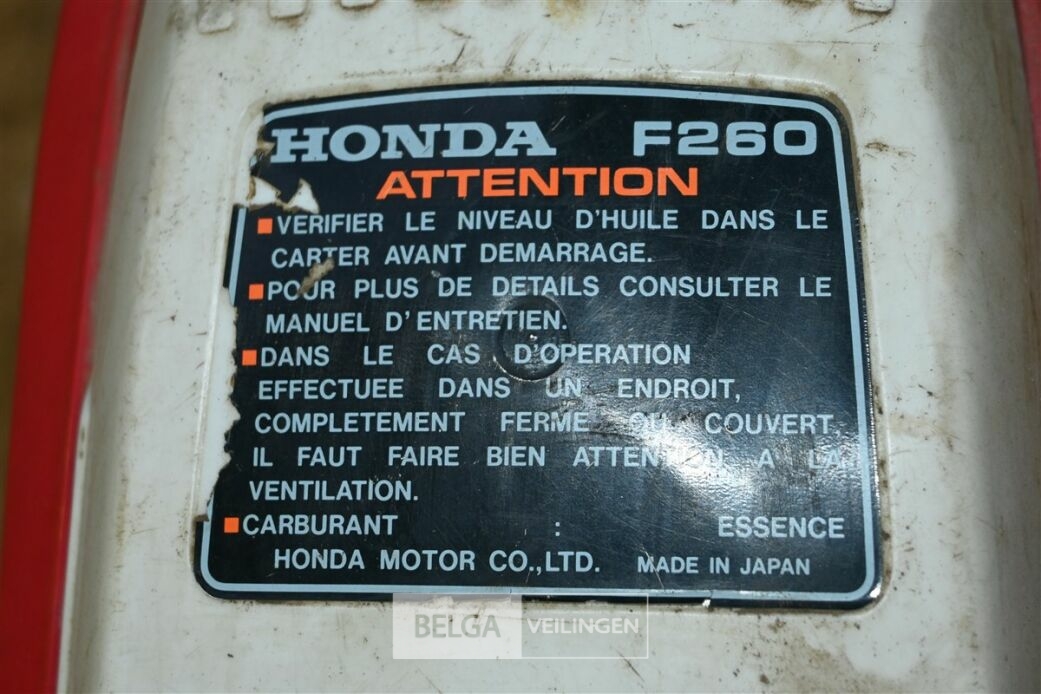 HONDA F260
ATTENTION
VERIFIER LE NIVEAU D'HUILE DANS LE
CARTER AVANT DEMARRAGE.
POUR PLUS DE DETAILS CONSULTER LE
MANUEL D'ENTRETIEN.
DANS LE CAS D'OPERATION
EFFECTUEE DANS UN ENDROIT,
COMPLETEMENT FERME OU COUVERT,
IL FAUT FAIRE BIEN ATTENTION A LA
VENTILATION.
CARBURANT : ESSENCE
HONDA MOTOR CO.,LTD. MADE IN JAPAN
BELGA VEILINGEN